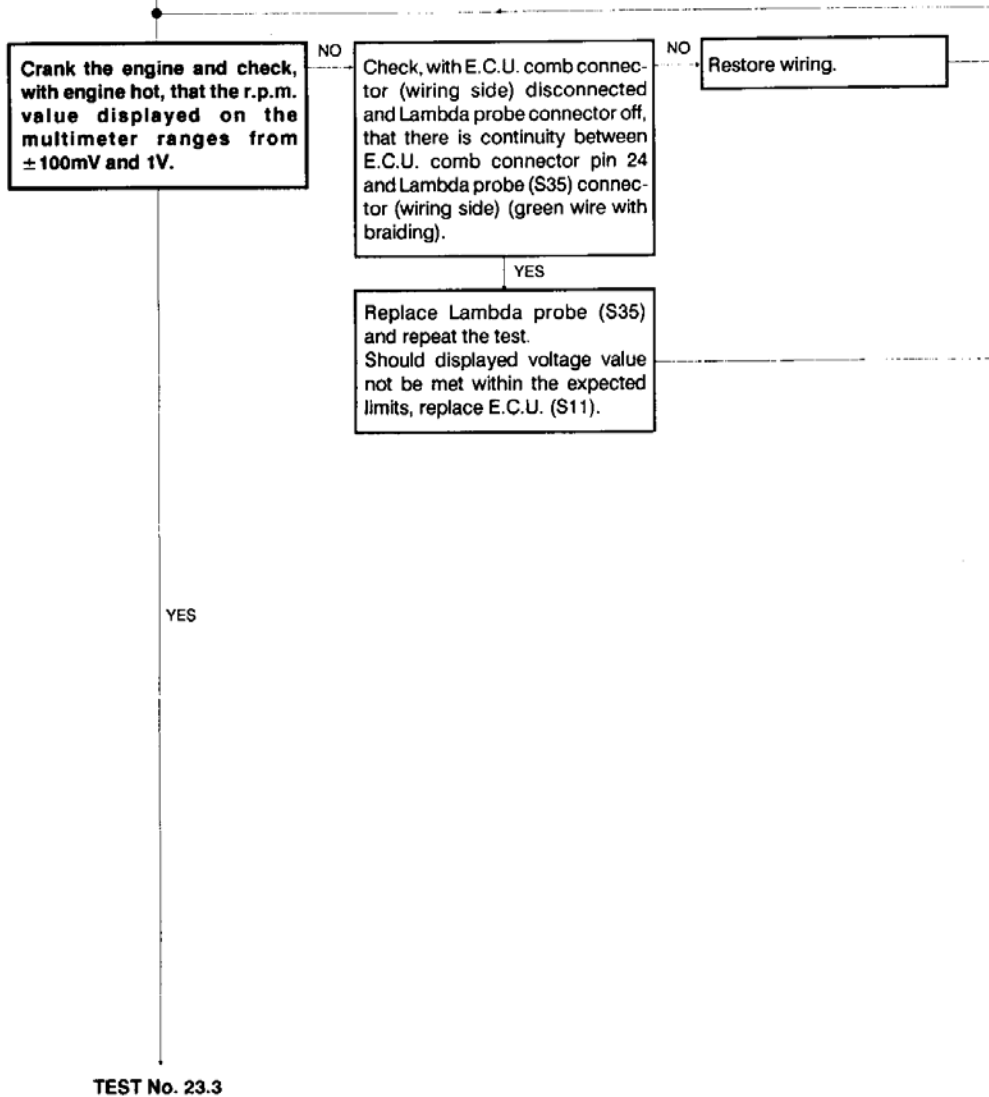 Crank the engine and check,
with engine hot, that the r.p.m.
value displayed on the
multimeter ranges from
±100mV and 1V.
NO
Check, with E.C.U. comb connec-
tor (wiring side) disconnected
and Lambda probe connector off,
that there is continuity between
E.C.U. comb connector pin 24
and Lambda probe (S35) connec-
tor (wiring side) (green wire with
braiding).
NO
Restore wiring.
YES
Replace Lambda probe (S35)
and repeat the test.
Should displayed voltage value
not be met within the expected
limits, replace E.C.U. (S11).
YES
TEST No. 23.3